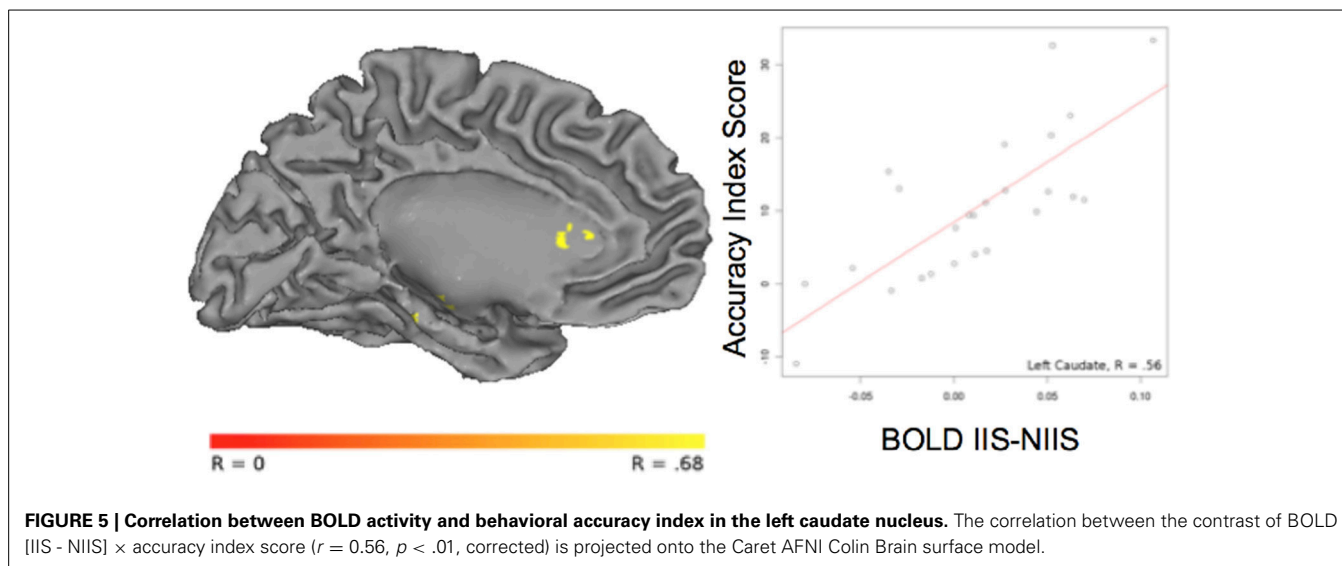 Accuracy Index Score
30
20
10
0
-10
Left Caudate, R = .56
-0.05
0.00
0.05
0.10
BOLD IIS-NIIS
R = 0
R = .68
FIGURE 5 | Correlation between BOLD activity and behavioral accuracy index in the left caudate nucleus. The correlation between the contrast of BOLD
[IIS - NIIS] × accuracy index score (r = 0.56, p < .01, corrected) is projected onto the Caret AFNI Colin Brain surface model.